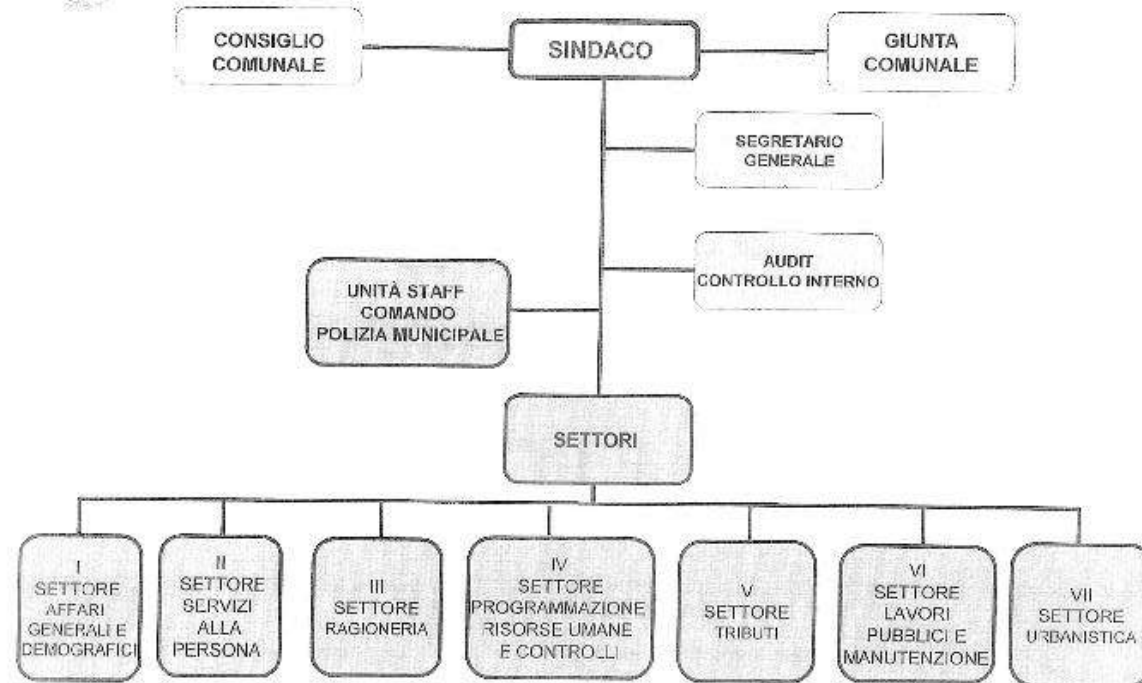 CONSIGLIO
COMUNALE
SINDACO
GIUNTA
COMUNALE
SEGRETARIO
GENERALE
AUDIT
CONTROLLO INTERNO
UNITÀ STAFF
COMANDO
POLIZIA MUNICIPALE
SETTORI
I
SETTORE
AFFARI
GENERALI E
DEMOGRAFICI
II
SETTORE
SERVIZI
ALLA
PERSONA
III
SETTORE
RAGIONERIA
IV
SETTORE
PROGRAMMAZIONE
RISORSE UMANE
E CONTROLLI
V
SETTORE
TRIBUTI
VI
SETTORE
LAVORI
PUBBLICI E
MANUTENZIONE
VII
SETTORE
URBANISTICA